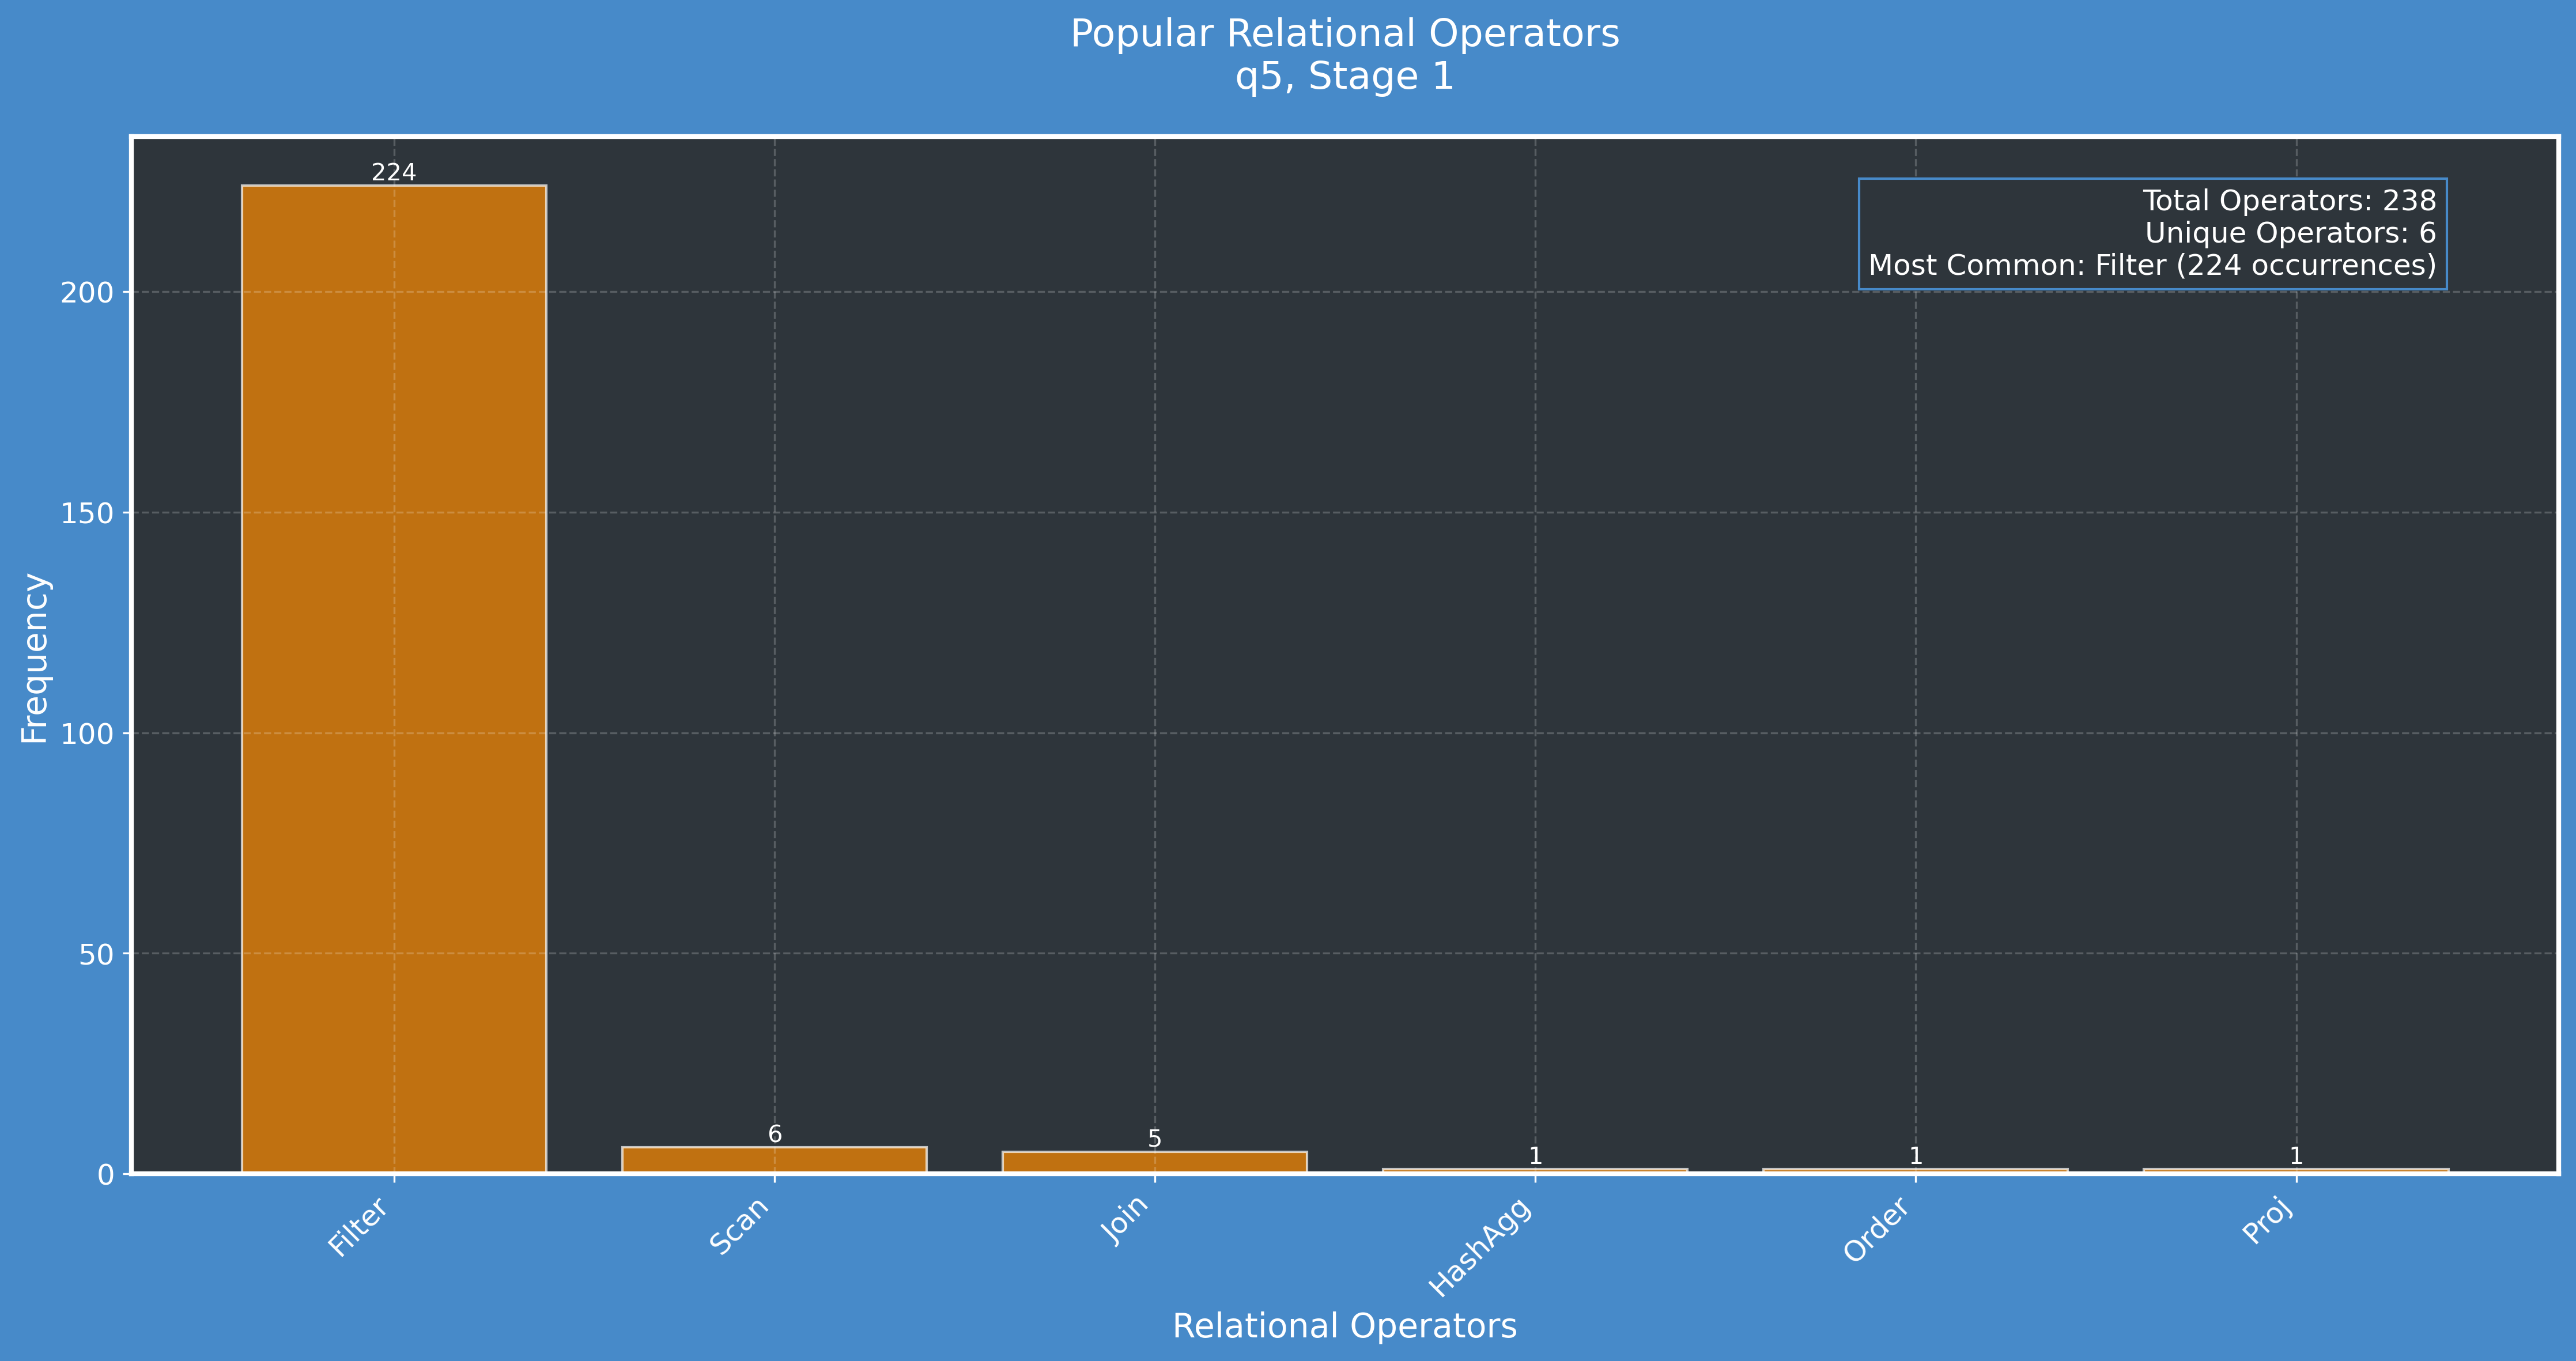 Popular Relational Operators
q5, Stage 1
224
Total Operators: 238
Unique Operators: 6
Most Common: Filter (224 occurrences)
200
150
100
50
0
Frequency
6
5
1
1
1
Filter
Scan
Join
HashAgg
Order
Proj
Relational Operators